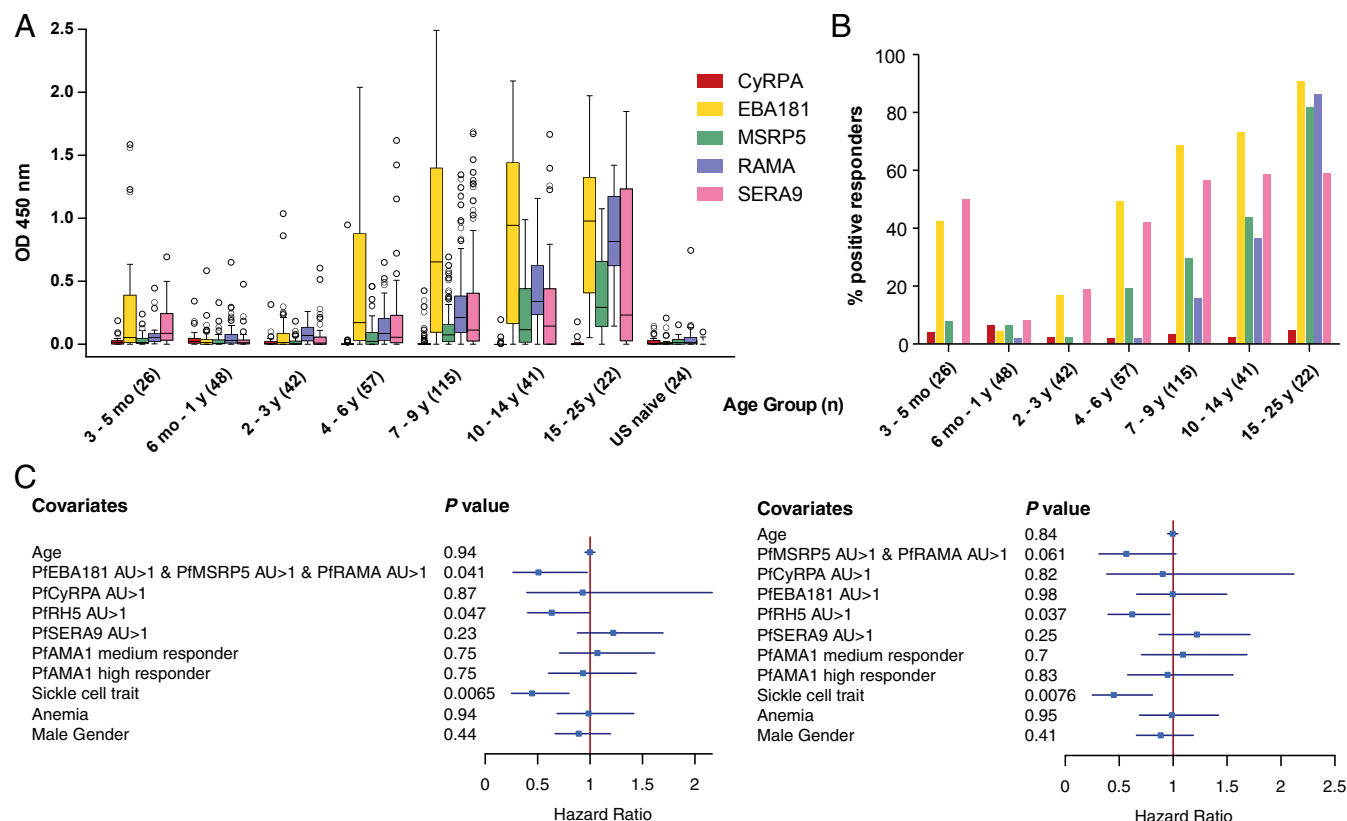 A
OD 450 nm
2.5
2.0
1.5
1.0
0.5
0.0
CyRPA
EBA181
MSRP5
RAMA
SERA9
3 - 5 mo (26)
6 mo - 1 y (48)
2 - 3 y (42)
4 - 6 y (57)
7 - 9 y (115)
10 - 14 y (41)
15 - 25 y (22)
US naive (24)
Age Group (n)
B
% positive responders
100
80
60
40
20
0
3 - 5 mo (26)
6 mo - 1 y (48)
2 - 3 y (42)
4 - 6 y (57)
7 - 9 y (115)
10 - 14 y (41)
15 - 25 y (22)
C
Covariates P value
Age 0.94
PfEBA181 AU>1 & PfMSRP5 AU>1 & PfRAMA AU>1 0.041
PfCyRPA AU>1 0.87
PfRH5 AU>1 0.047
PfSERA9 AU>1 0.23
PfAMA1 medium responder 0.75
PfAMA1 high responder 0.75
Sickle cell trait 0.0065
Anemia 0.94
Male Gender 0.44
0 0.5 1 1.5 2
Hazard Ratio
Covariates P value
Age 0.84
PfMSRP5 AU>1 & PfRAMA AU>1 0.061
PfCyRPA AU>1 0.82
PfEBA181 AU>1 0.98
PfRH5 AU>1 0.037
PfSERA9 AU>1 0.25
PfAMA1 medium responder 0.7
PfAMA1 high responder 0.83
Sickle cell trait 0.0076
Anemia 0.95
Male Gender 0.41
0 0.5 1 1.5 2 2.5
Hazard Ratio